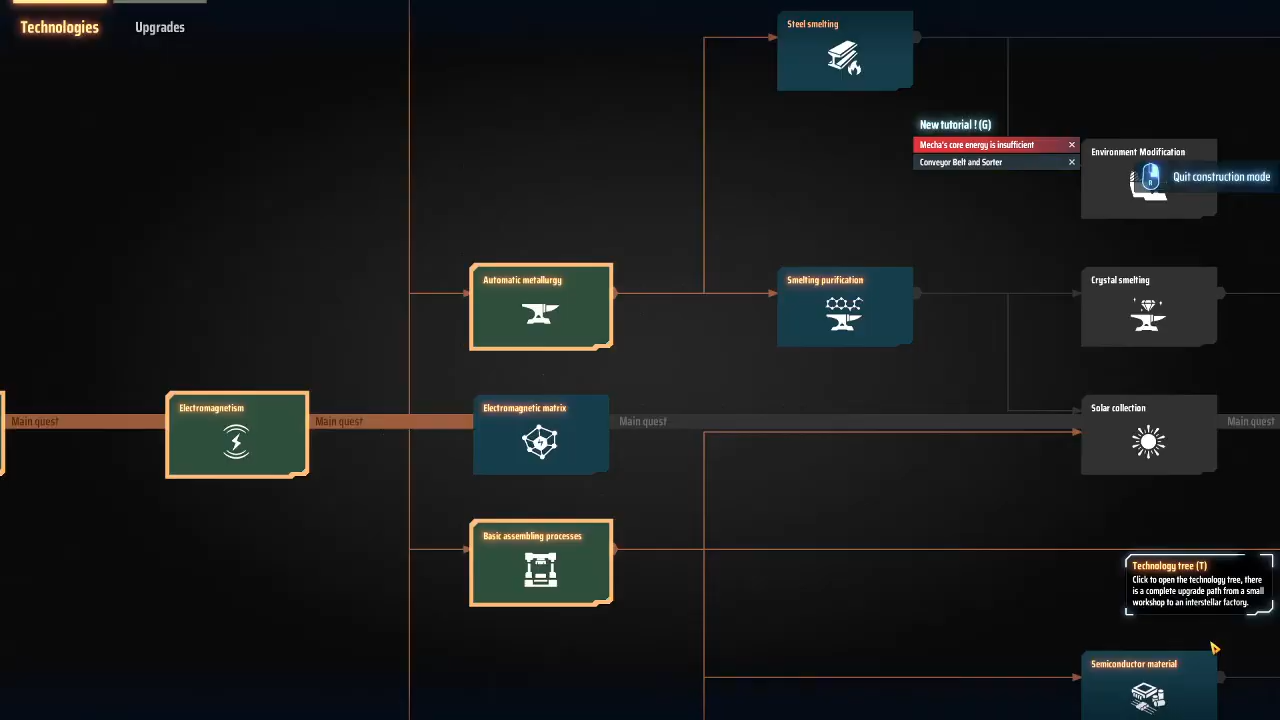 Technologies
Upgrades
Steel smelting
New tutorial ! (G)
Mecha's core energy is insufficient
Conveyor Belt and Sorter
Environment Modification
R
Quit construction mode
Automatic metallurgy
Smelting purification
Crystal smelting
Main quest
Electromagnetism
Main quest
Electromagnetic matrix
Main quest
Solar collection
Main quest
Basic assembling processes
Technology tree (T)
Click to open the technology tree, there
is a complete upgrade path from a small
workshop to an interstellar factory.
Semiconductor material